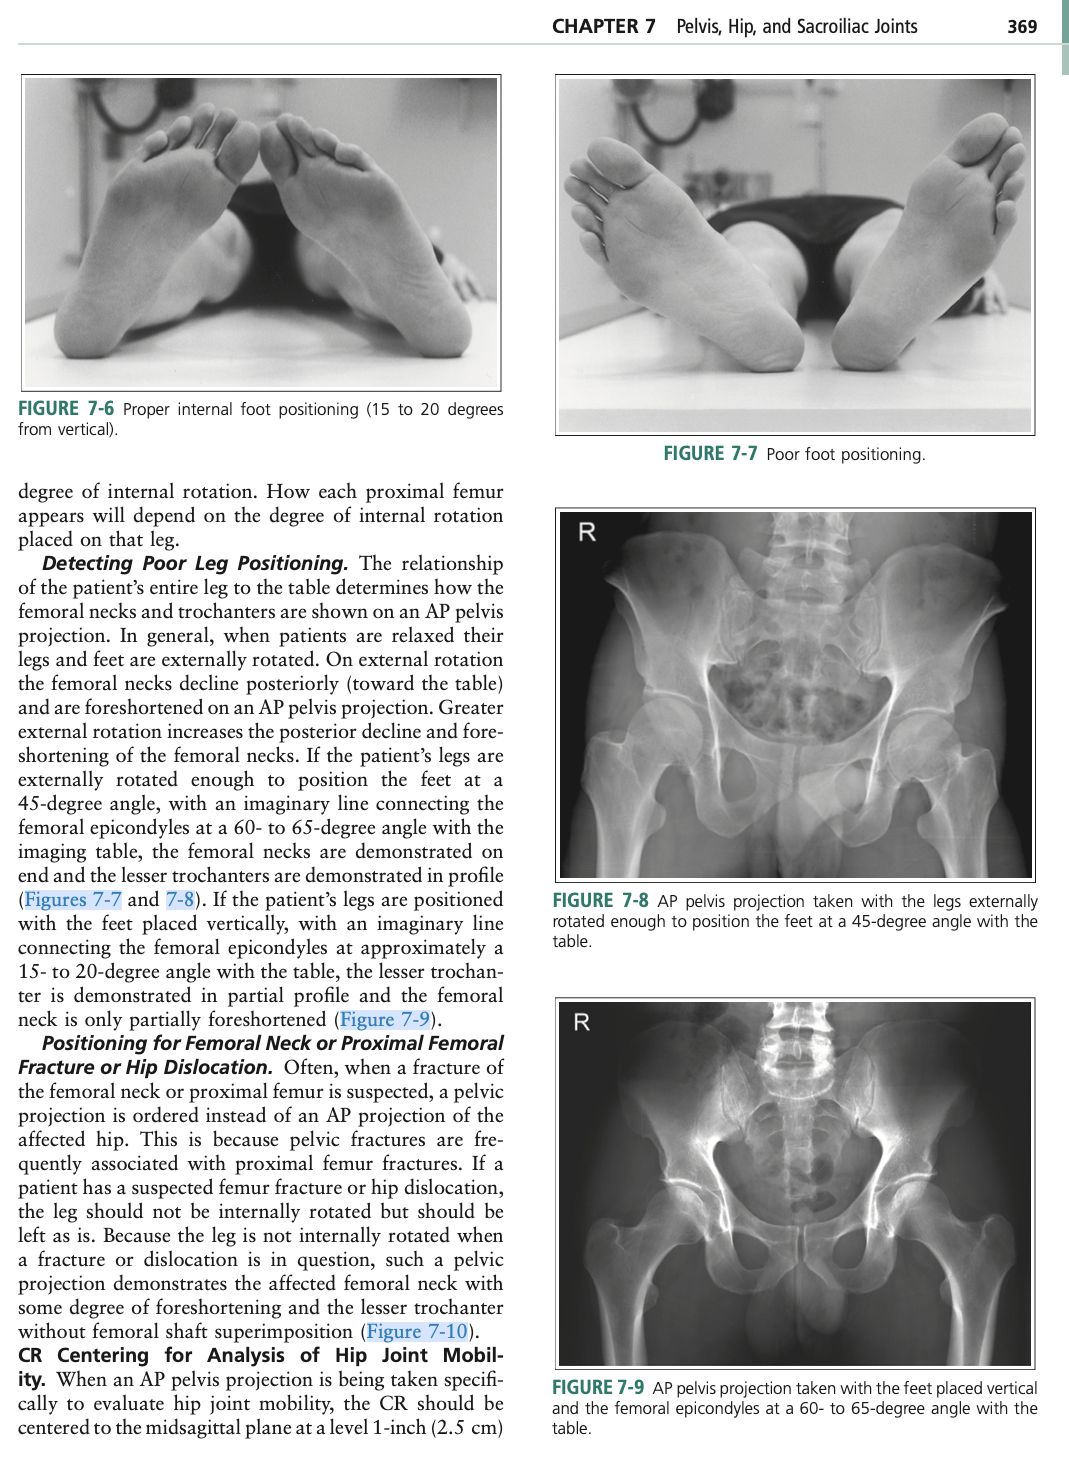 CHAPTER 7 Pelvis, Hip, and Sacroiliac Joints 369
FIGURE 7-6 Proper internal foot positioning (15 to 20 degrees
from vertical).
degree of internal rotation. How each proximal femur
appears will depend on the degree of internal rotation
placed on that leg.
Detecting Poor Leg Positioning. The relationship
of the patient's entire leg to the table determines how the
femoral necks and trochanters are shown on an AP pelvis
projection. In general, when patients are relaxed their
legs and feet are externally rotated. On external rotation
the femoral necks decline posteriorly (toward the table)
and are foreshortened on an AP pelvis projection. Greater
external rotation increases the posterior decline and fore-
shortening of the femoral necks. If the patient's legs are
externally rotated enough to position the feet at a
45-degree angle, with an imaginary line connecting the
femoral epicondyles at a 60- to 65-degree angle with the
imaging table, the femoral necks are demonstrated on
end and the lesser trochanters are demonstrated in profile
(Figures 7-7 and 7-8). If the patient's legs are positioned
with the feet placed vertically, with an imaginary line
connecting the femoral epicondyles at approximately a
15- to 20-degree angle with the table, the lesser trochan-
ter is demonstrated in partial profile and the femoral
neck is only partially foreshortened (Figure 7-9).
Positioning for Femoral Neck or Proximal Femoral
Fracture or Hip Dislocation. Often, when a fracture of
the femoral neck or proximal femur is suspected, a pelvic
projection is ordered instead of an AP projection of the
affected hip. This is because pelvic fractures are fre-
quently associated with proximal femur fractures. If a
patient has a suspected femur fracture or hip dislocation,
the leg should not be internally rotated but should be
left as is. Because the leg is not internally rotated when
a fracture or dislocation is in question, such a pelvic
projection demonstrates the affected femoral neck with
some degree of foreshortening and the lesser trochanter
without femoral shaft superimposition (Figure 7-10).
CR Centering for Analysis of Hip Joint Mobil-
ity. When an AP pelvis projection is being taken specifi-
cally to evaluate hip joint mobility, the CR should be
centered to the midsagittal plane at a level 1-inch (2.5 cm)
FIGURE 7-7 Poor foot positioning.
R
FIGURE 7-8 AP pelvis projection taken with the legs externally
rotated enough to position the feet at a 45-degree angle with the
table.
R
FIGURE 7-9 AP pelvis projection taken with the feet placed vertical
and the femoral epicondyles at a 60- to 65-degree angle with the
table.